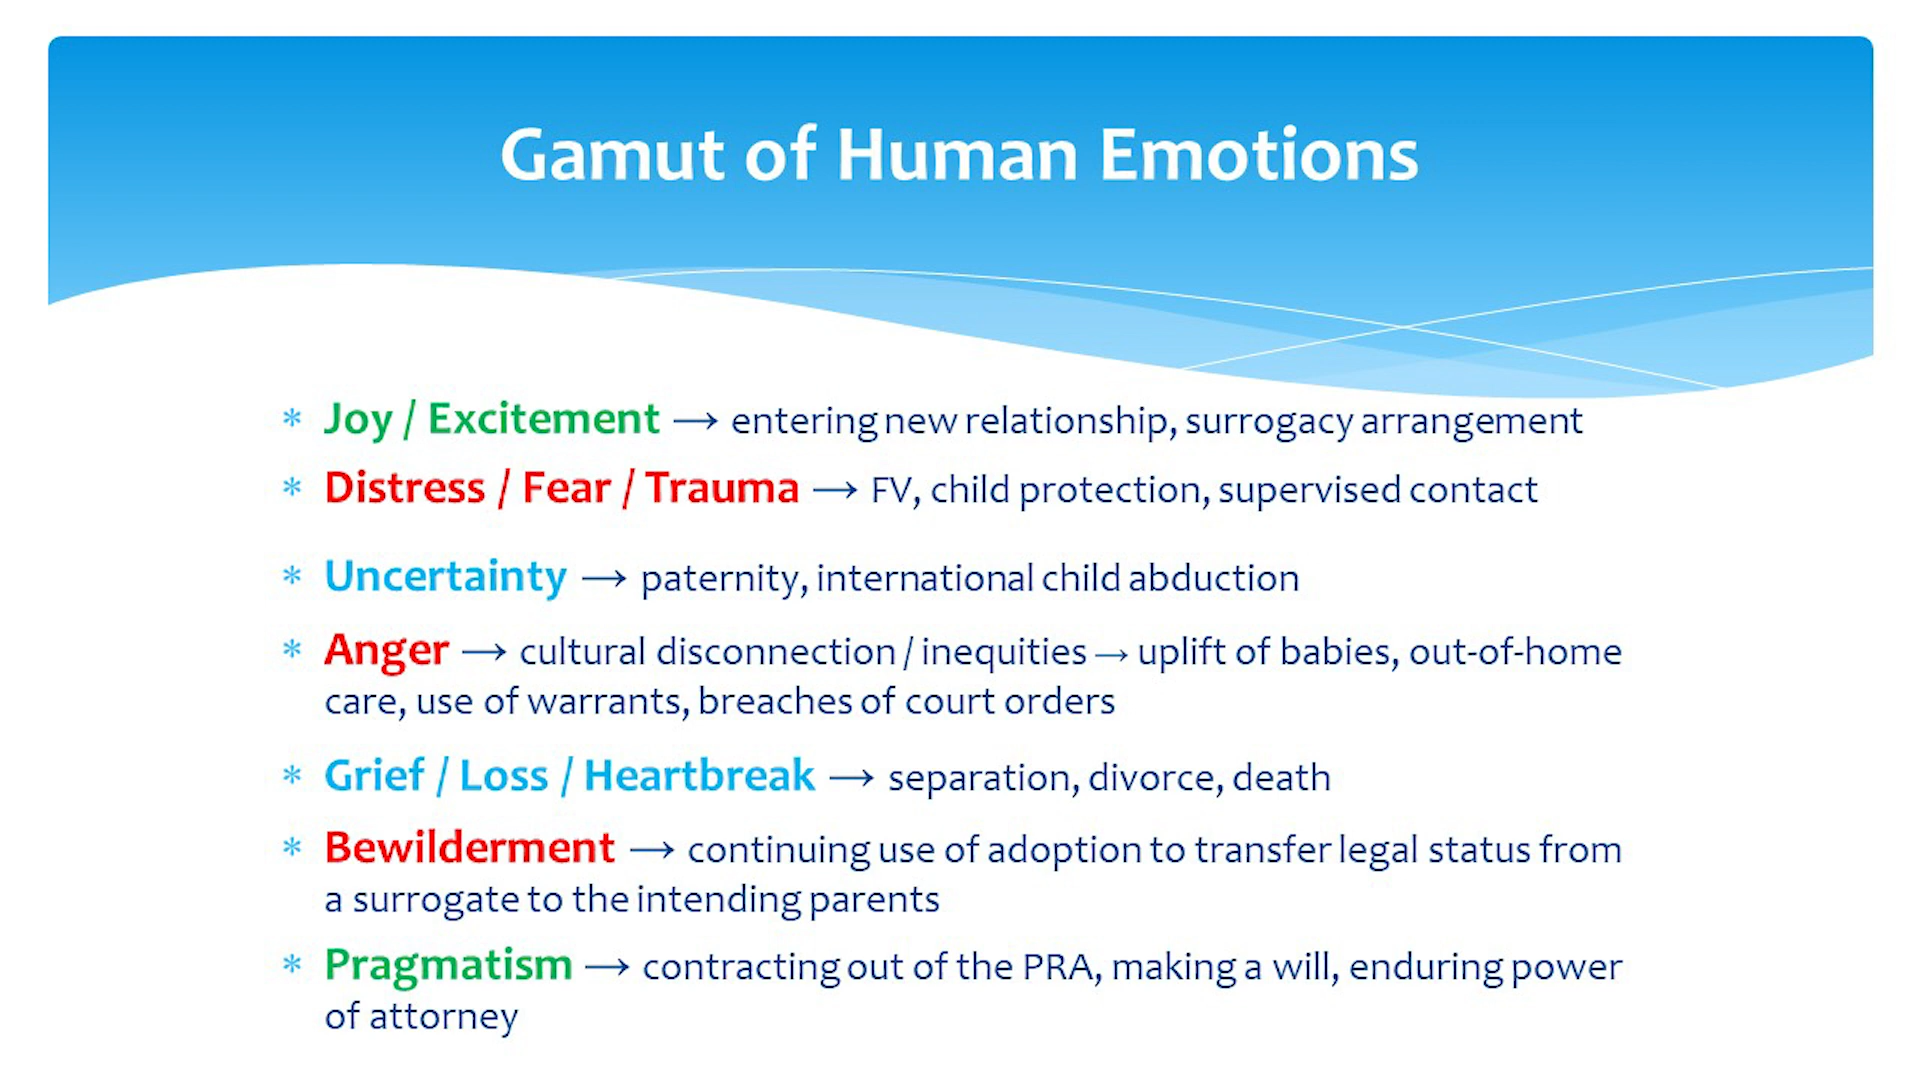 Gamut of Human Emotions
* Joy / Excitement → entering new relationship, surrogacy arrangement
* Distress / Fear / Trauma → FV, child protection, supervised contact
* Uncertainty → paternity, international child abduction
* Anger → cultural disconnection / inequities → uplift of babies, out-of-home
care, use of warrants, breaches of court orders
* Grief / Loss / Heartbreak → separation, divorce, death
* Bewilderment → continuing use of adoption to transfer legal status from
a surrogate to the intending parents
* Pragmatism → contracting out of the PRA, making a will, enduring power
of attorney